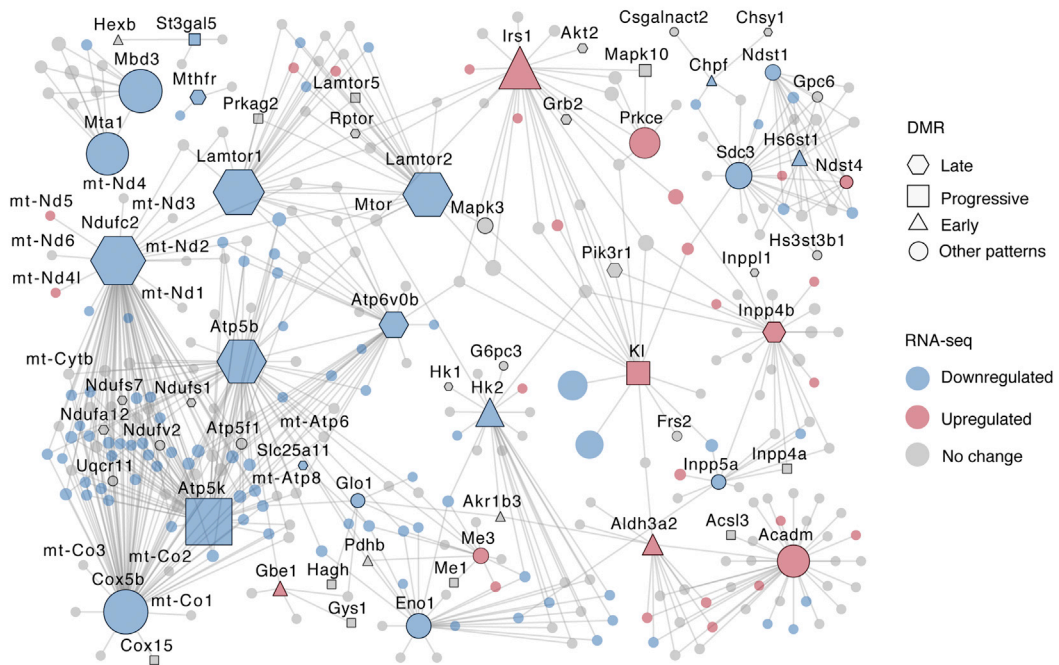 Hexb
St3gal5
Mbd3
Mthfr
Mta1
mt-Nd4
Irs1
Akt2
Csgalnact2
Chsy1
Mapk10
Chpf
Ndst1
Gpc6
Lamtor5
Prkag2
Rptor
Grb2
Prkce
Hs6st1
Sdc3
Ndst4
Lamtor1
Lamtor2
mt-Nd5
mt-Nd3
Ndufc2
Mtor
Mapk3
mt-Nd6
mt-Nd2
Pik3r1
Inppl1
Hs3st3b1
mt-Nd4l
mt-Nd1
Atp6v0b
Inpp4b
Atp5b
mt-Cytb
G6pc3
Kl
Hk1
Hk2
Ndufs7
Ndufs1
Ndufa12
mt-Atp6
Ndufv2
Atp5f1
Frs2
Slc25a11
Uqcr11
Inpp5a
Inpp4a
mt-Atp8
Atp5k
Glo1
Akr1b3
Aldh3a2
Acsl3
Acadm
mt-Co3
mt-Co2
Pdhb
Me3
Cox5b
Gbe1
Hagh
Me1
mt-Co1
Gys1
Eno1
Cox15
DMR
Late
Progressive
Early
Other patterns
RNA-seq
Downregulated
Upregulated
No change